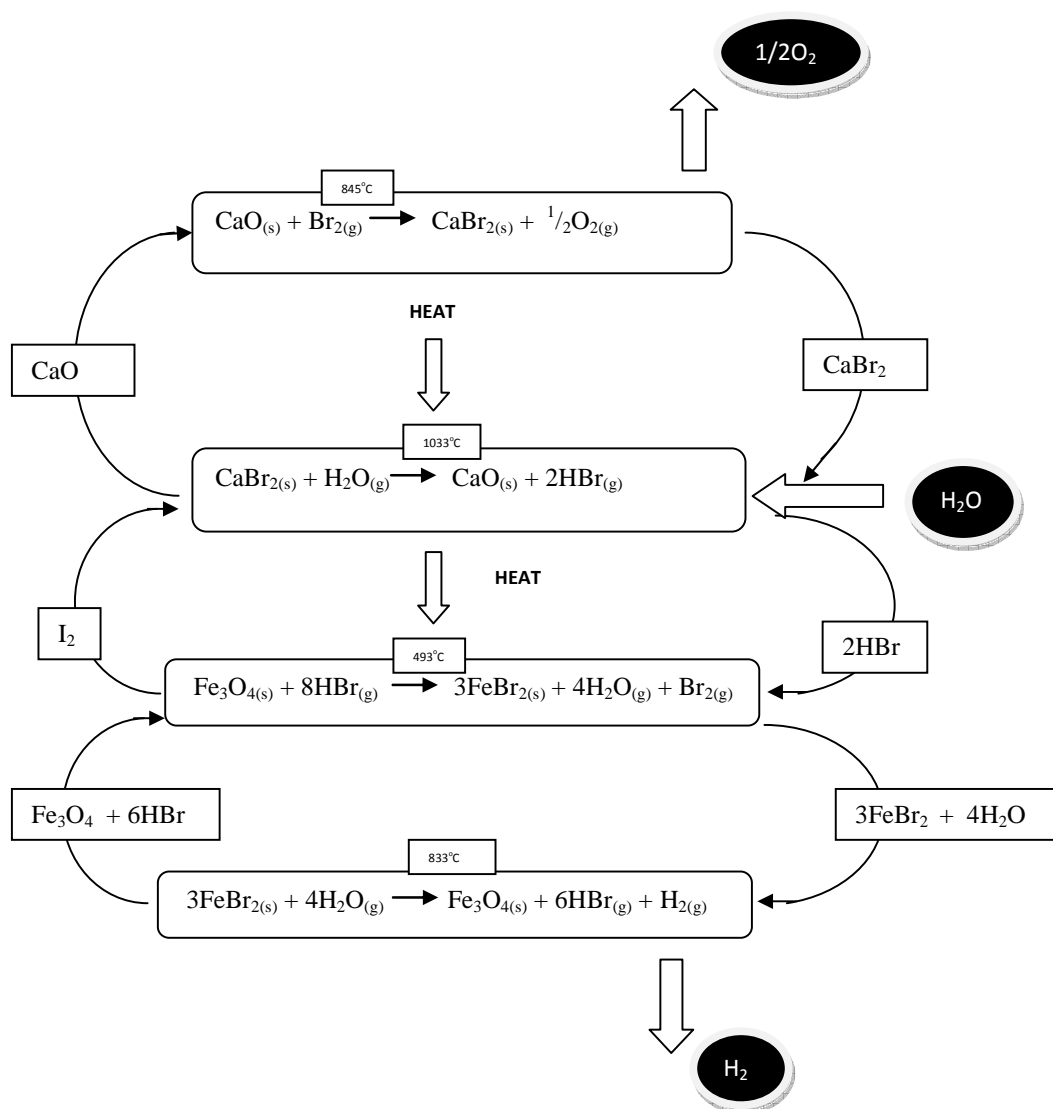 1/2O₂
845°C
CaO(s) + Br₂(g) → CaBr₂(s) + ¹/₂O₂(g)
HEAT
CaO
CaBr₂
1033°C
CaBr₂(s) + H₂O(g) → CaO(s) + 2HBr(g)
H₂O
HEAT
I₂
2HBr
493°C
Fe₃O₄(s) + 8HBr(g) → 3FeBr₂(s) + 4H₂O(g) + Br₂(g)
Fe₃O₄ + 6HBr
3FeBr₂ + 4H₂O
833°C
3FeBr₂(s) + 4H₂O(g) → Fe₃O₄(s) + 6HBr(g) + H₂(g)
H₂